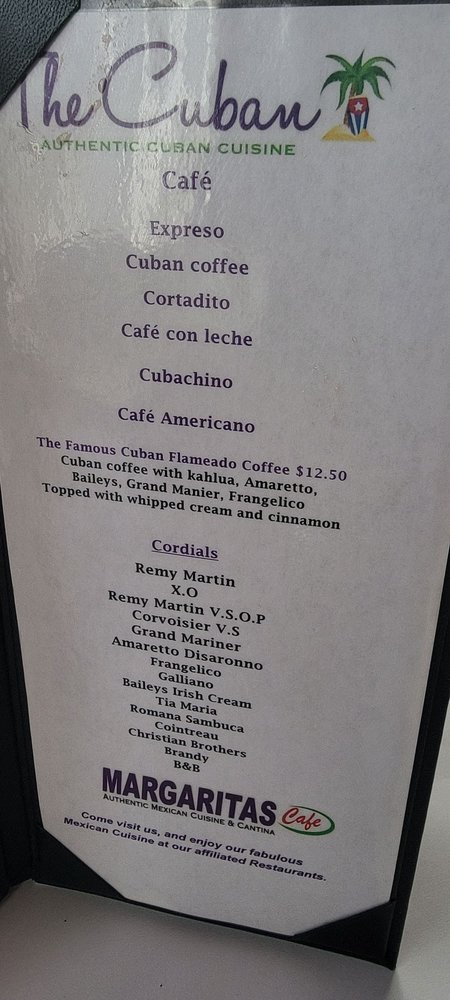 The Cuban
AUTHENTIC CUBAN CUISINE
Café
Expreso
Cuban coffee
Cortadito
Café con leche
Cubachino
Café Americano
The Famous Cuban Flameado Coffee $12.50
Cuban coffee with kahlua, Amaretto,
Baileys, Grand Manier, Frangelico
Topped with whipped cream and cinnamon
Cordials
Remy Martin
X.O
Remy Martin V.S.O.P
Corvoisier V.S
Grand Mariner
Amaretto Disaronno
Frangelico
Galliano
Baileys Irish Cream
Tia Maria
Romana Sambuca
Cointreau
Christian Brothers
Brandy
B&B
MARGARITAS Cafe
AUTHENTIC MEXICAN CUISINE & CANTINA
Come visit us, and enjoy our fabulous
Mexican Cuisine at our affiliated Restaurants.